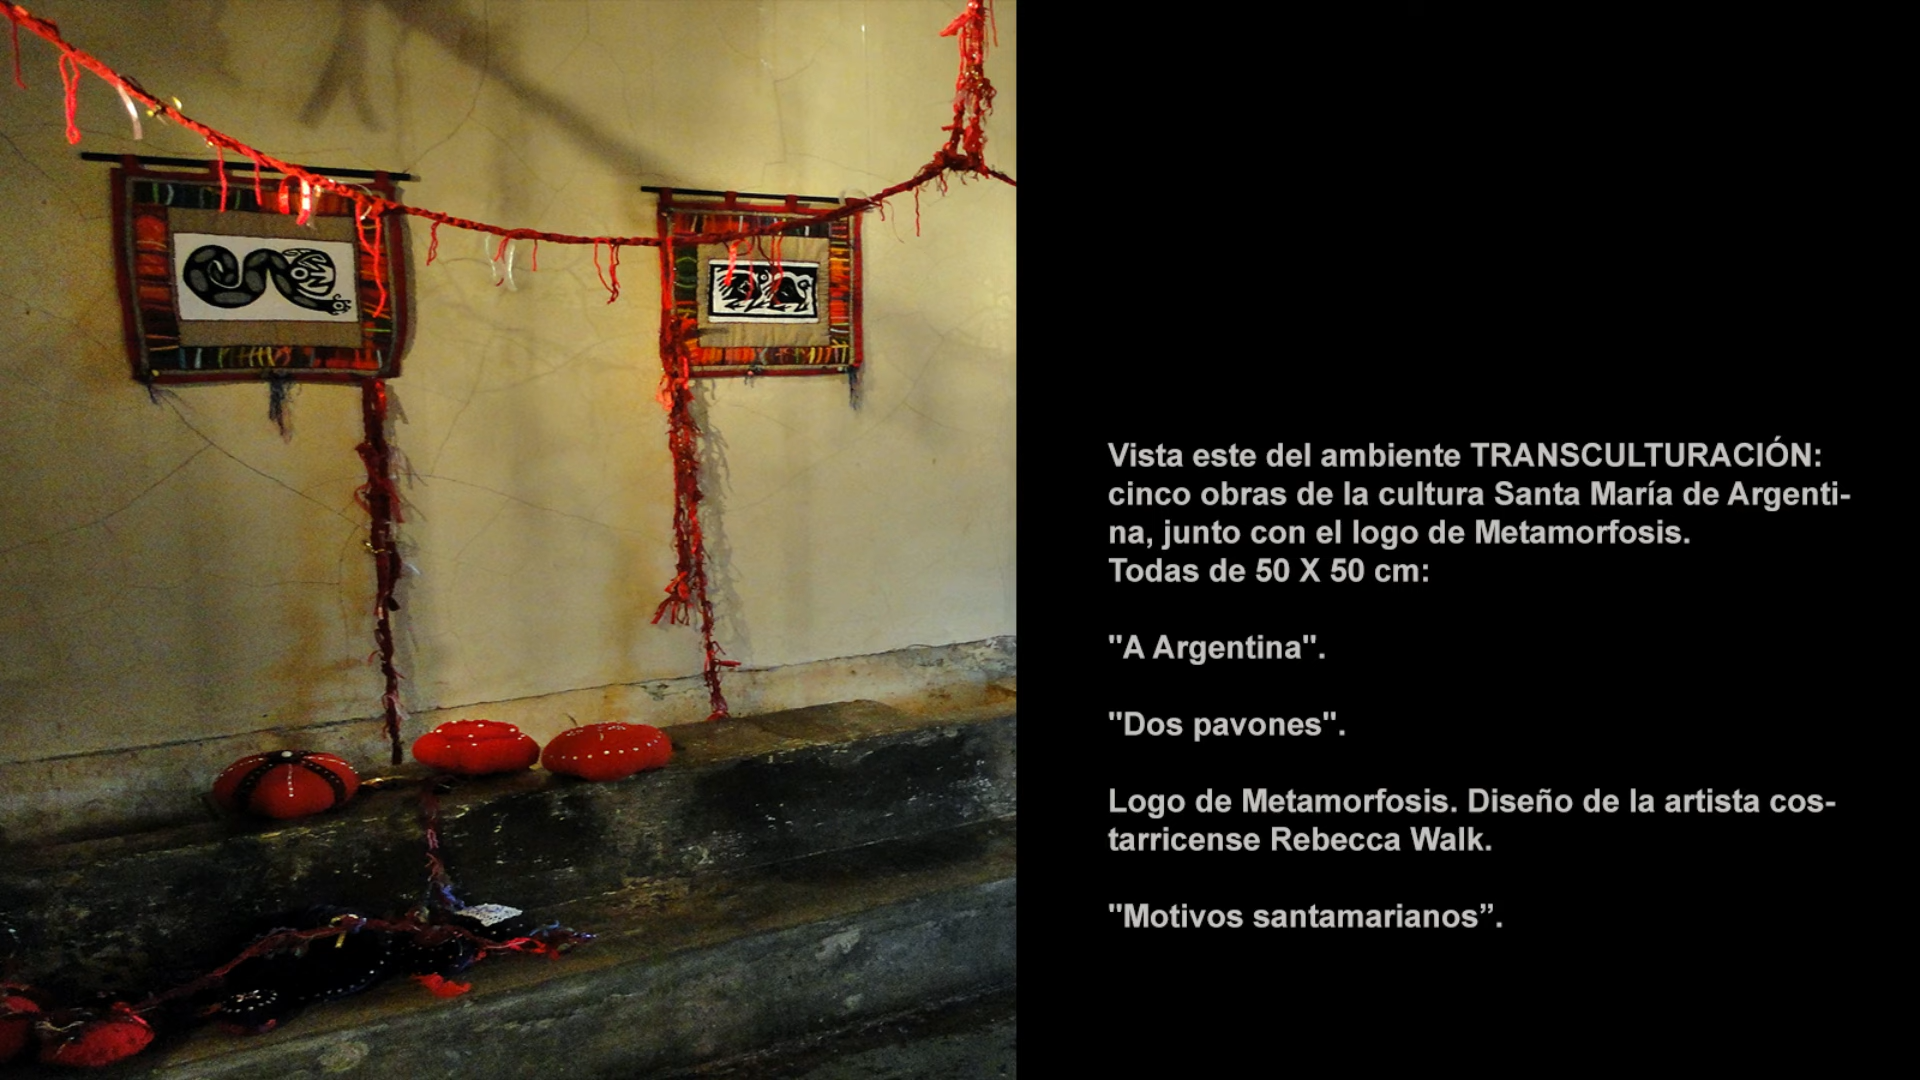 Vista este del ambiente TRANSCULTURACIÓN:
cinco obras de la cultura Santa María de Argenti-
na, junto con el logo de Metamorfosis.
Todas de 50 X 50 cm:
"A Argentina".
"Dos pavones".
Logo de Metamorfosis. Diseño de la artista cos-
tarricense Rebecca Walk.
"Motivos santamarianos”.